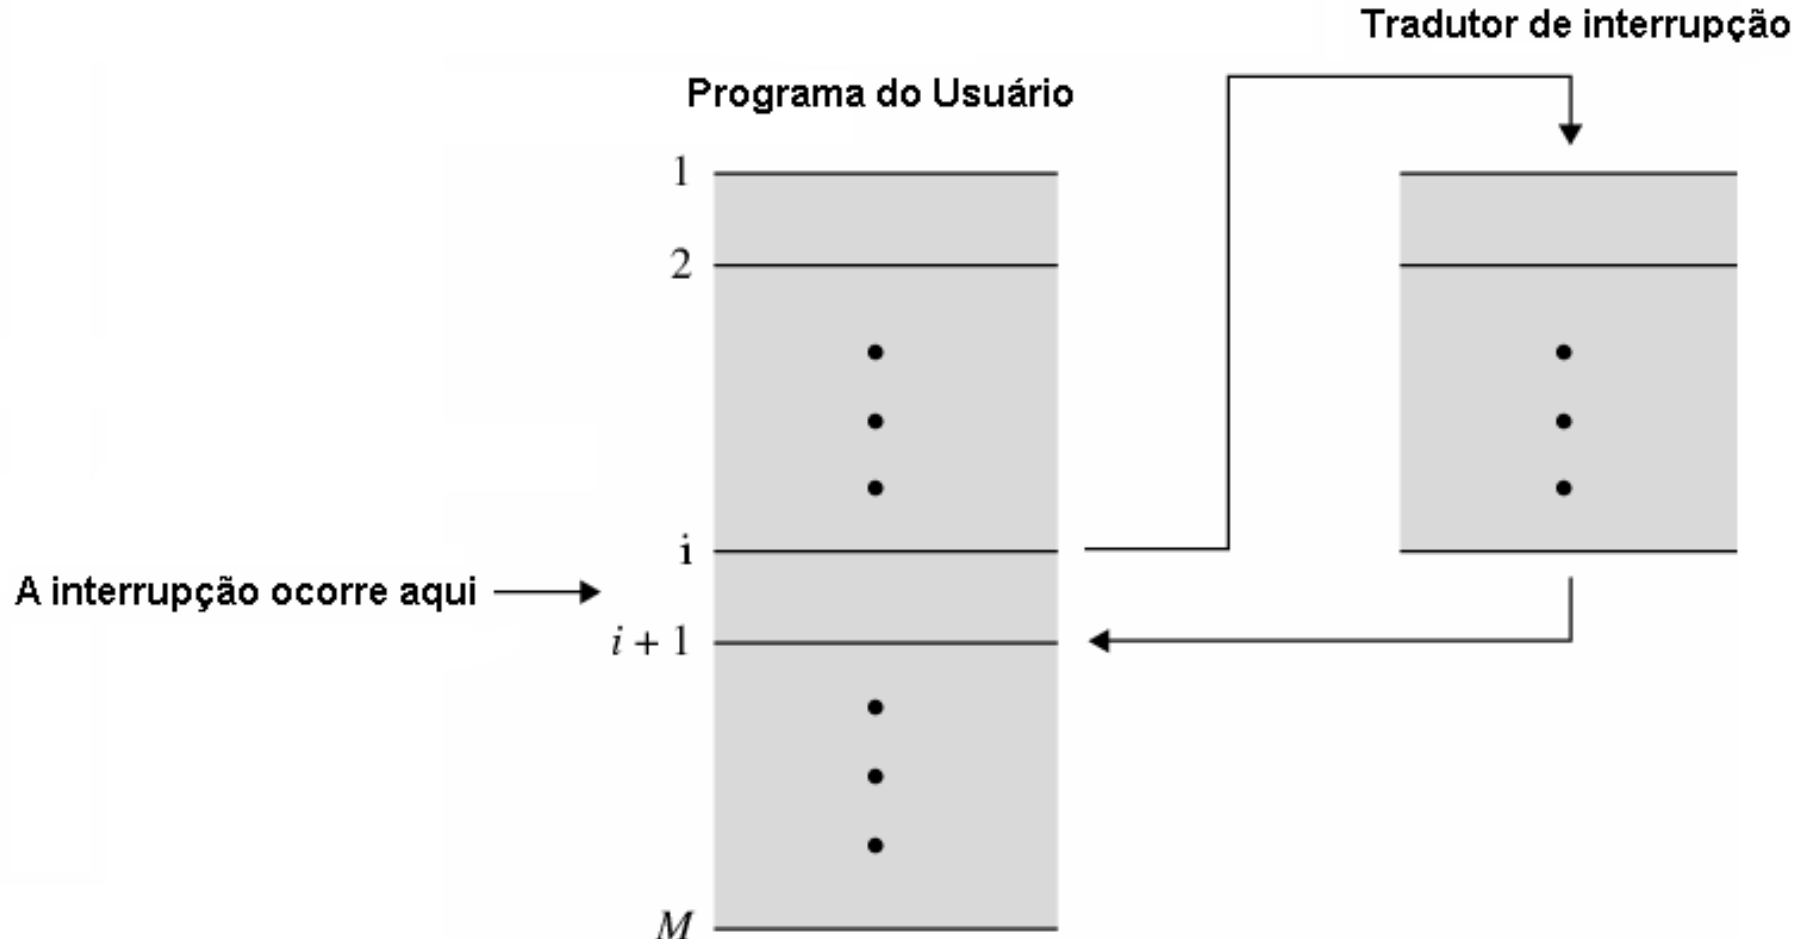 Tradutor de interrupção
Programa do Usuário
1
2
i
A interrupção ocorre aqui
i + 1
M